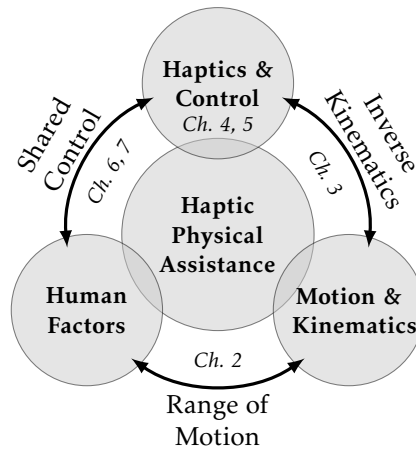 Haptics &
Control
Ch. 4, 5
Shared
Control
Ch. 6, 7
Inverse
Kinematics
Ch. 3
Haptic
Physical
Assistance
Human
Factors
Motion &
Kinematics
Ch. 2
Range of
Motion